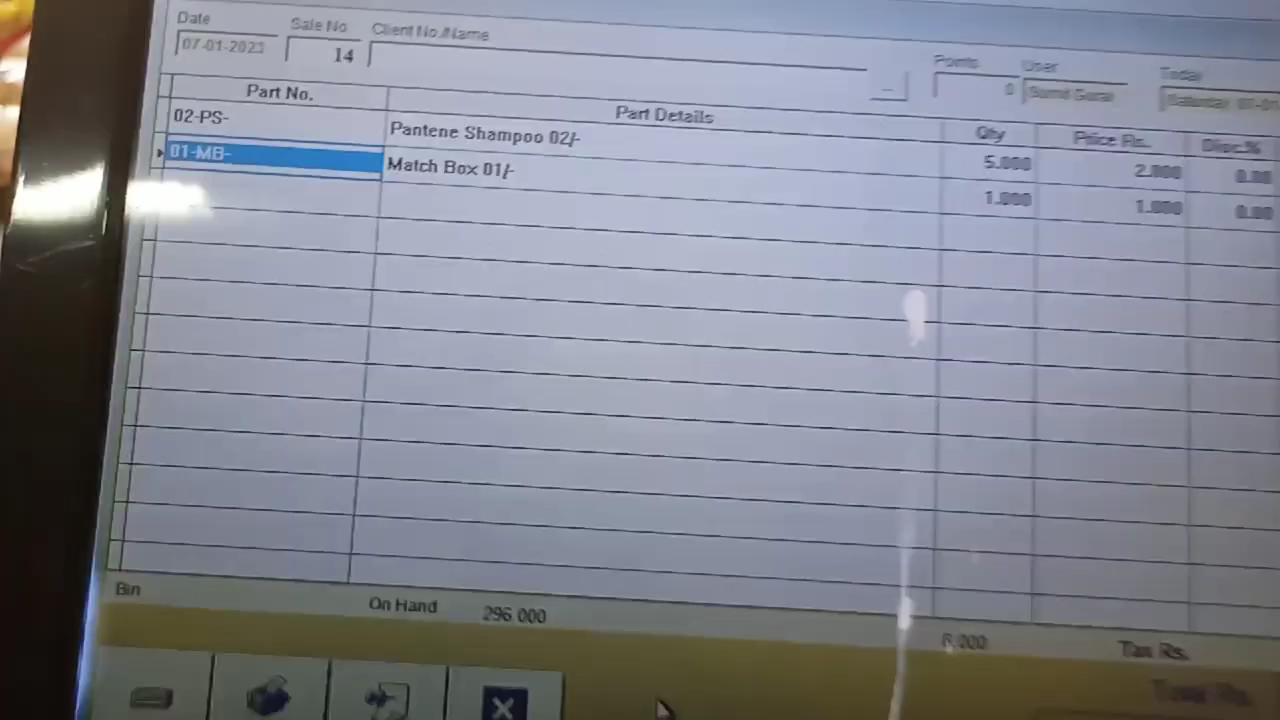 Date Sale No Client No./Name
07-01-2023 14
Points User Today
0
Part No. Part Details Qty Price Rs. Disc.%
02-PS- Pantene Shampoo 02/- 5.000 2.000 0.00
01-MB- Match Box 01/- 1.000 1.000 0.00
Bin On Hand 296.000
6.000 Tax Rs.
Total Rs.